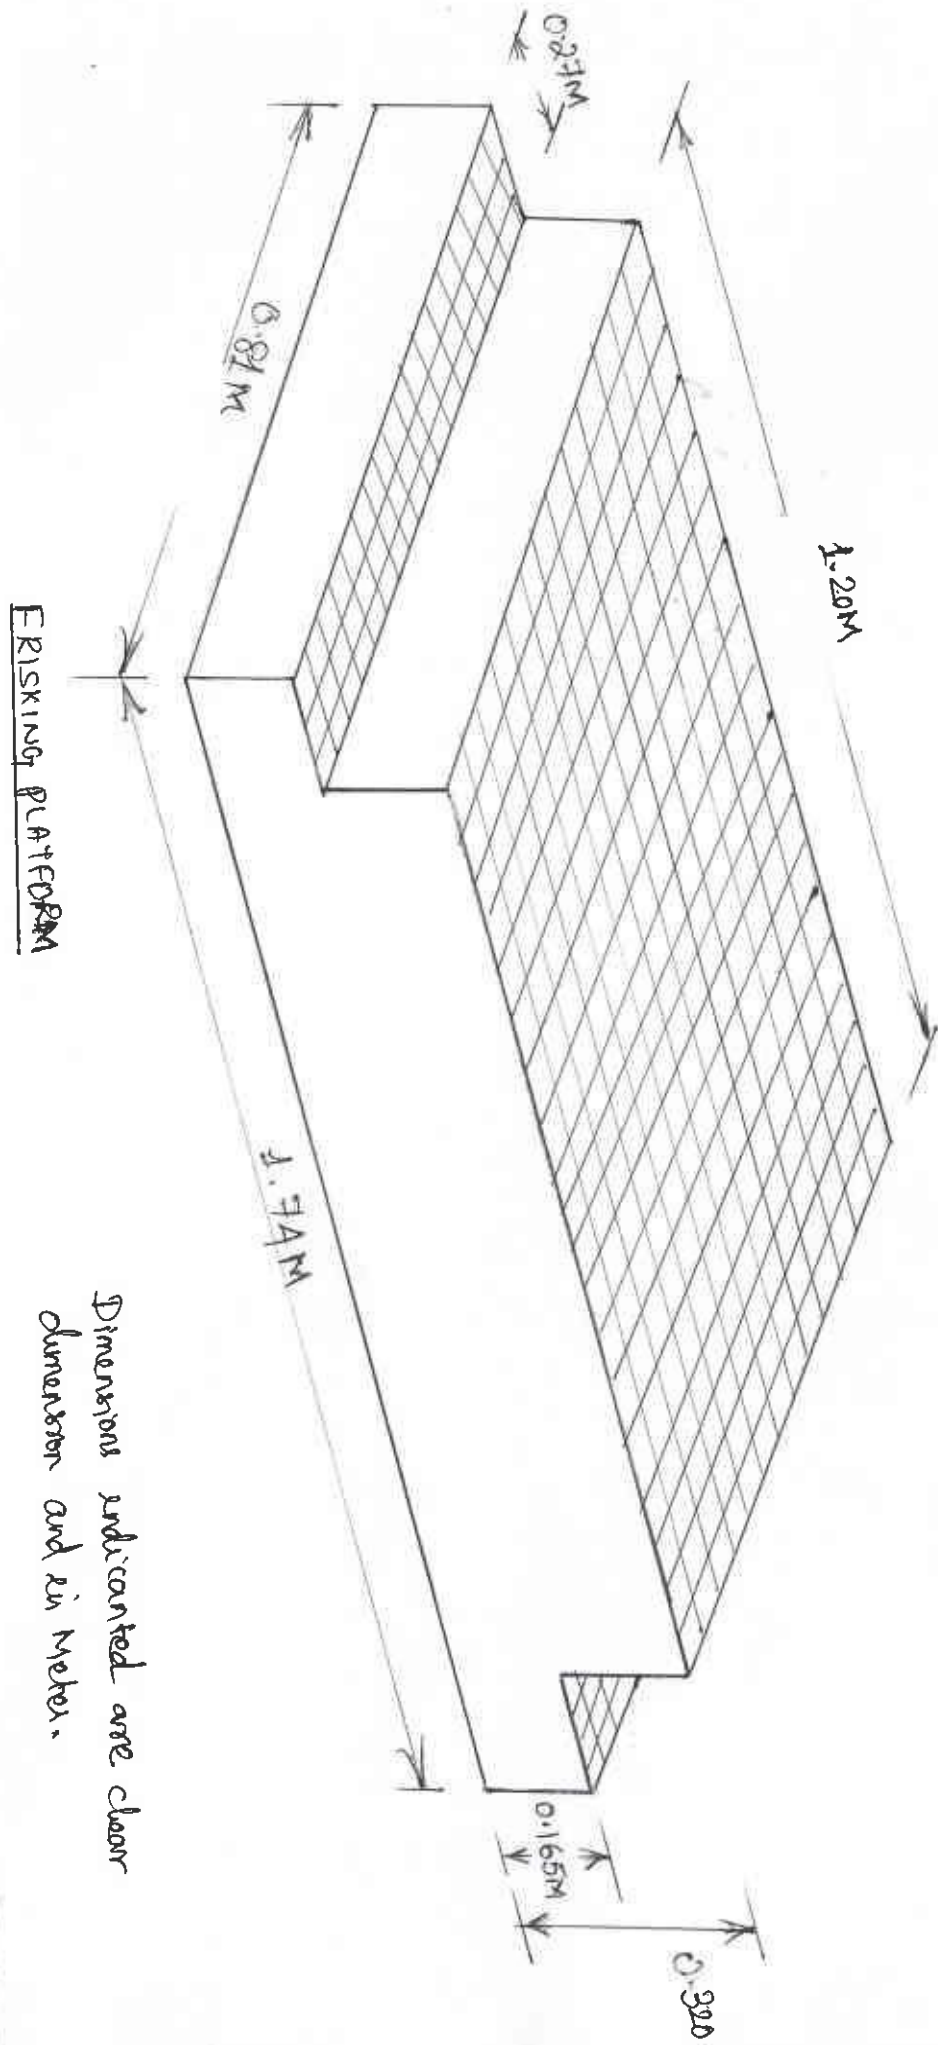 0.27M
1.20M
0.81M
1.74M
0.165M
0.320
FRISKING PLATFORM
Dimensions indicanted are clear
dimension and in Meter.